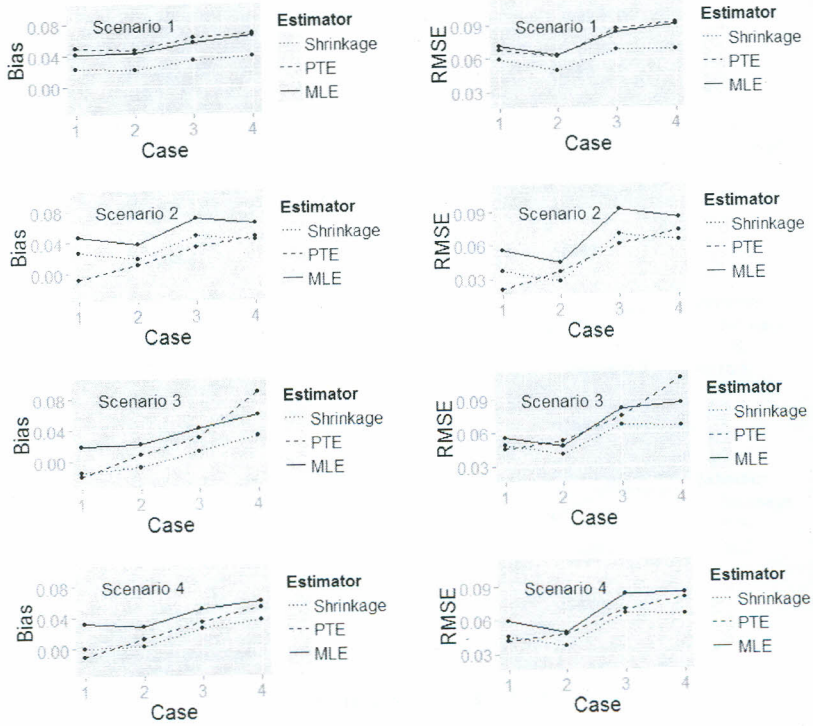 Scenario 1
Bias
0.08
0.04
0.00
1 2 3 4
Case
Estimator
Shrinkage
PTE
MLE
Scenario 1
RMSE
0.09
0.06
0.03
1 2 3 4
Case
Estimator
Shrinkage
PTE
MLE
Scenario 2
Bias
0.08
0.04
0.00
1 2 3 4
Case
Estimator
Shrinkage
PTE
MLE
Scenario 2
RMSE
0.09
0.06
0.03
1 2 3 4
Case
Estimator
Shrinkage
PTE
MLE
Scenario 3
Bias
0.08
0.04
0.00
1 2 3 4
Case
Estimator
Shrinkage
PTE
MLE
Scenario 3
RMSE
0.09
0.06
0.03
1 2 3 4
Case
Estimator
Shrinkage
PTE
MLE
Scenario 4
Bias
0.08
0.04
0.00
1 2 3 4
Case
Estimator
Shrinkage
PTE
MLE
Scenario 4
RMSE
0.09
0.06
0.03
1 2 3 4
Case
Estimator
Shrinkage
PTE
MLE